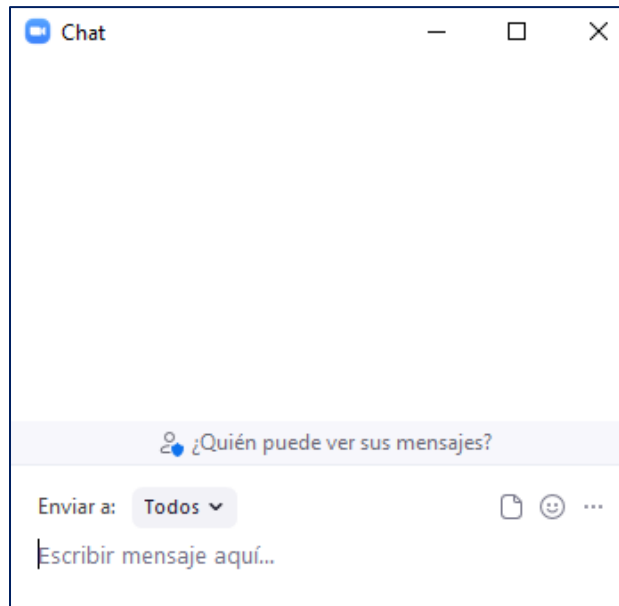 Chat
¿Quién puede ver sus mensajes?
Enviar a: Todos
Escribir mensaje aquí...